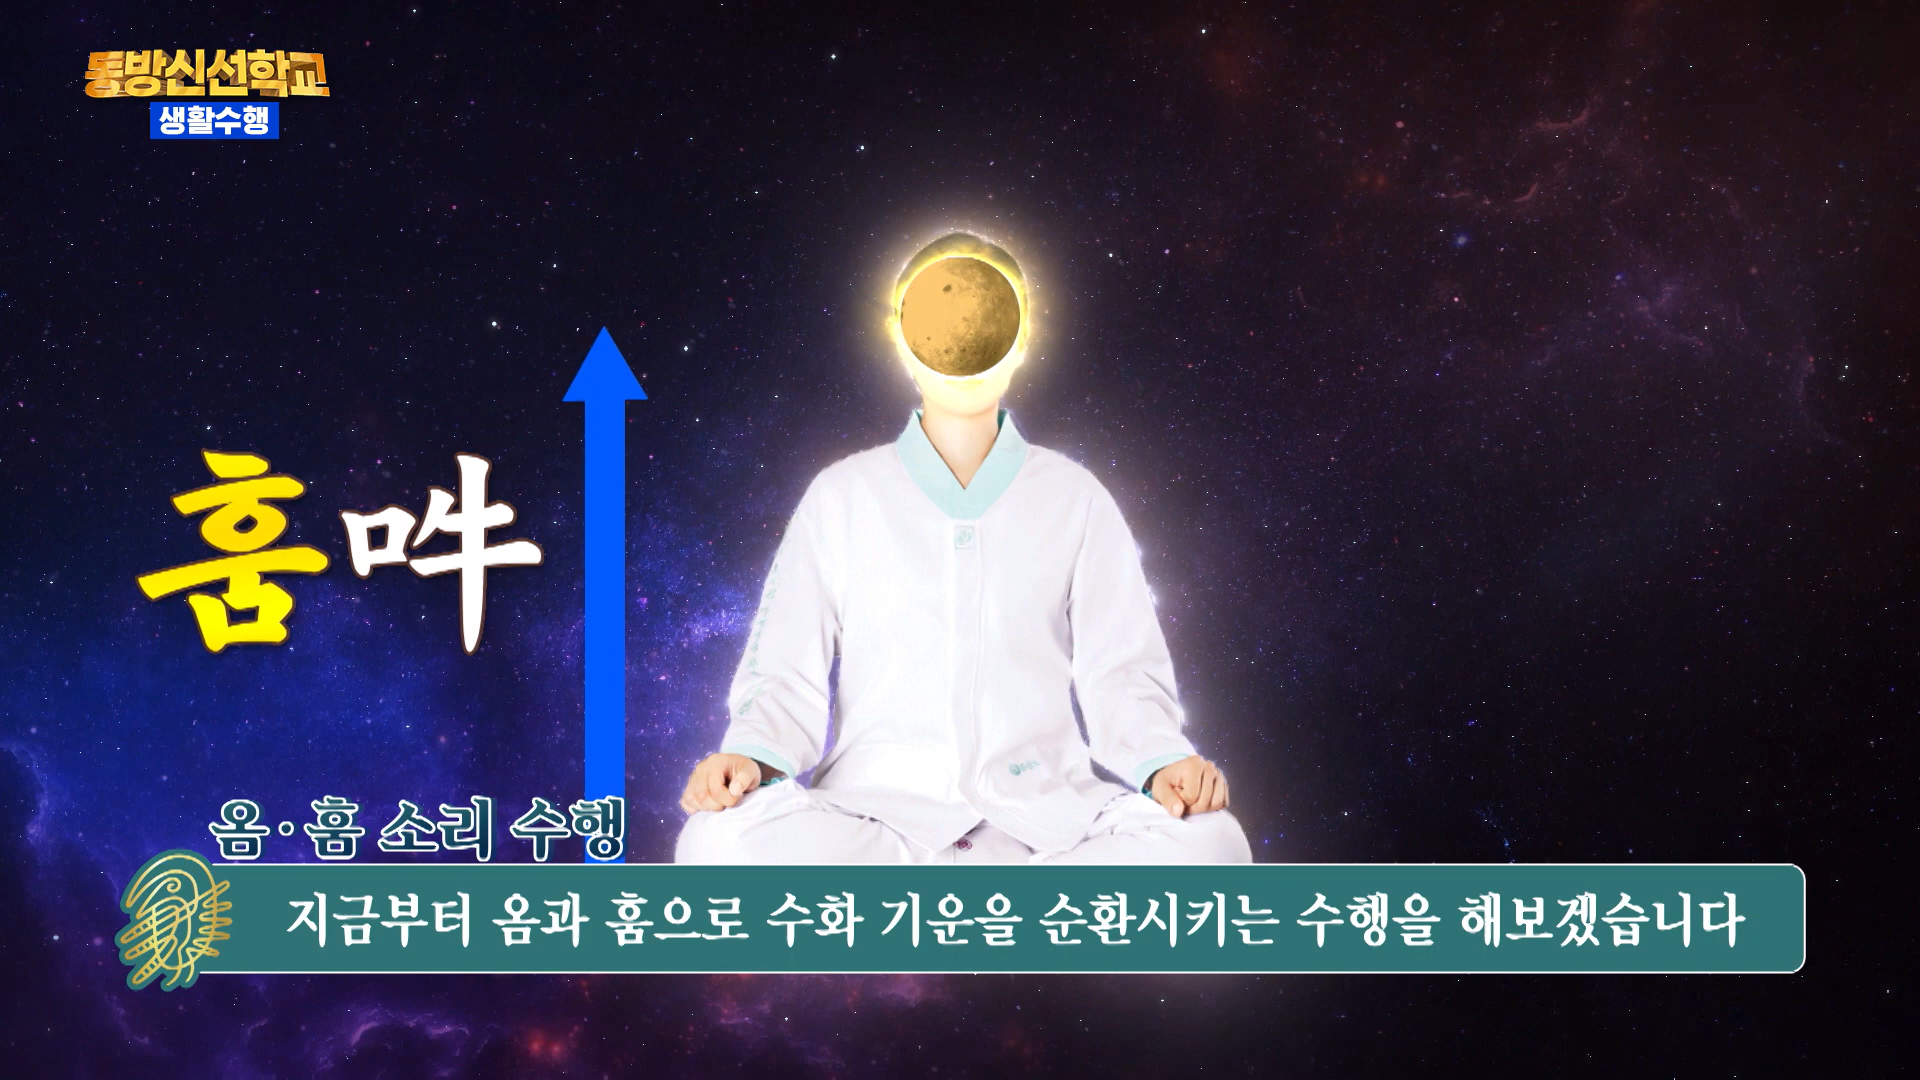 동방신선학교
생활수행
훔吽
옴·훔 소리 수행
지금부터 옴과 훔으로 수화 기운을 순환시키는 수행을 해보겠습니다